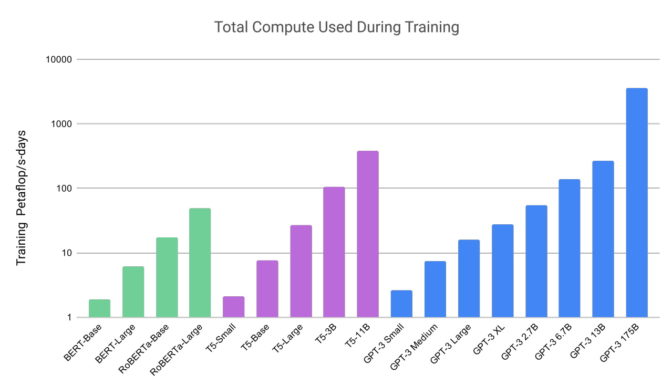 Total Compute Used During Training
Training Petaflop/s-days
10000
1000
100
10
1
BERT-Base
BERT-Large
RoBERTa-Base
RoBERTa-Large
T5-Small
T5-Base
T5-Large
T5-3B
T5-11B
GPT-3 Small
GPT-3 Medium
GPT-3 Large
GPT-3 XL
GPT-3 2.7B
GPT-3 6.7B
GPT-3 13B
GPT-3 175B